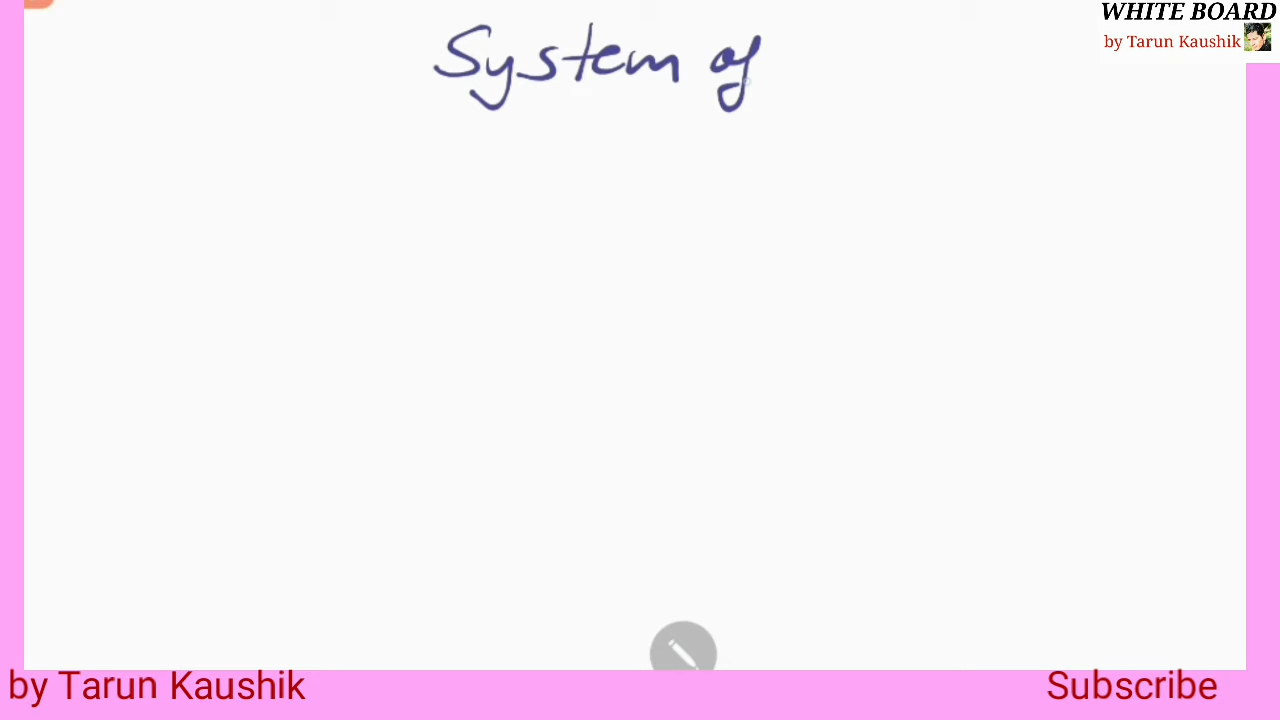 WHITE BOARD
by Tarun Kaushik
System of
by Tarun Kaushik
Subscribe